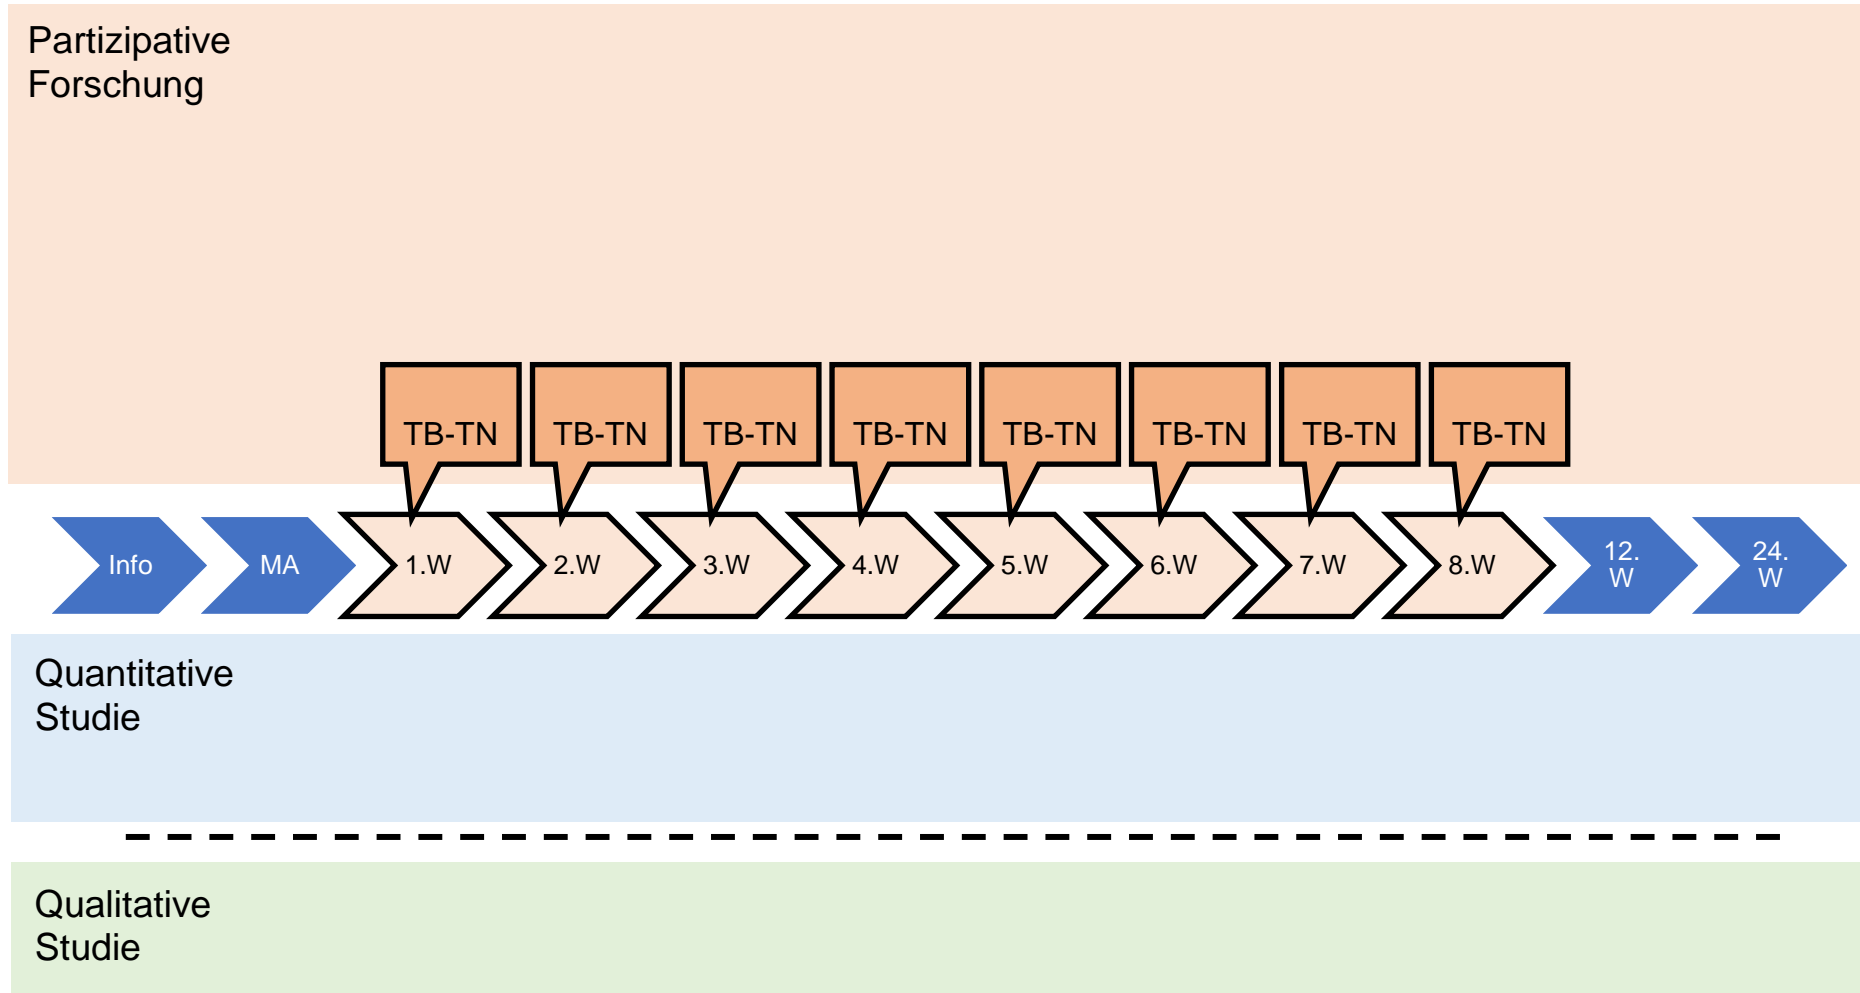 Partizipative
Forschung
TB-TN TB-TN TB-TN TB-TN TB-TN TB-TN TB-TN TB-TN
Info MA 1.W 2.W 3.W 4.W 5.W 6.W 7.W 8.W 12. 24.
W W
Quantitative
Studie
Qualitative
Studie